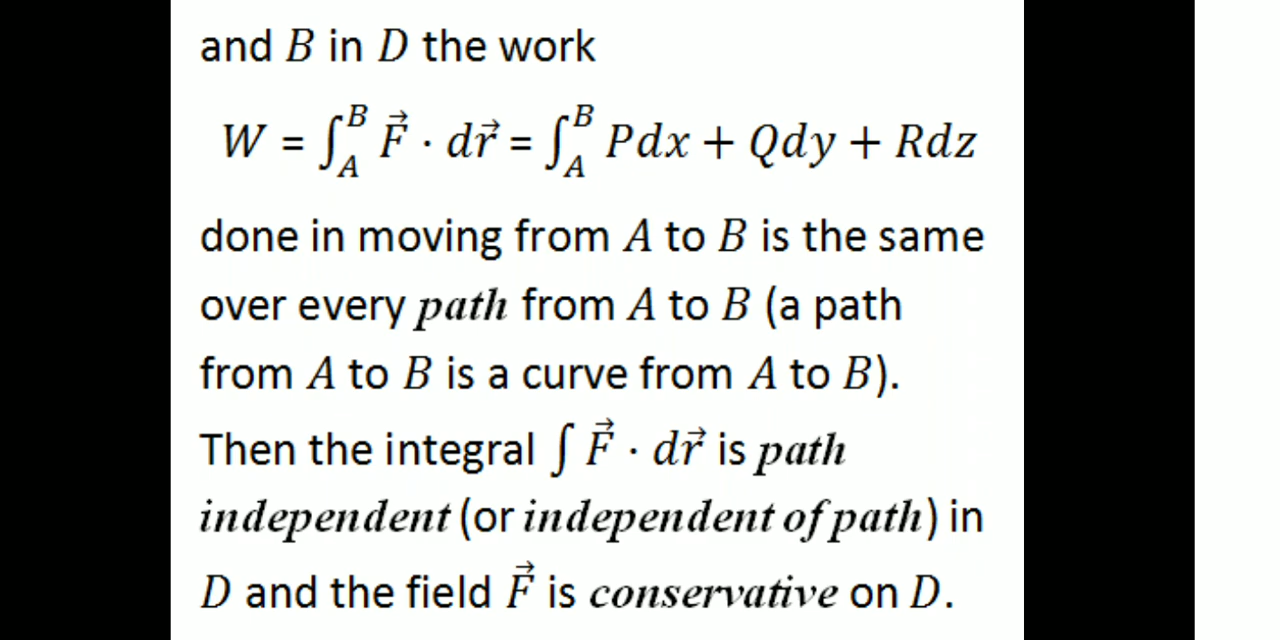 and B in D the work
W = ∫_A^B F⃗ · dr⃗ = ∫_A^B Pdx + Qdy + Rdz
done in moving from A to B is the same
over every path from A to B (a path
from A to B is a curve from A to B).
Then the integral ∫ F⃗ · dr⃗ is path
independent (or independent of path) in
D and the field F⃗ is conservative on D.